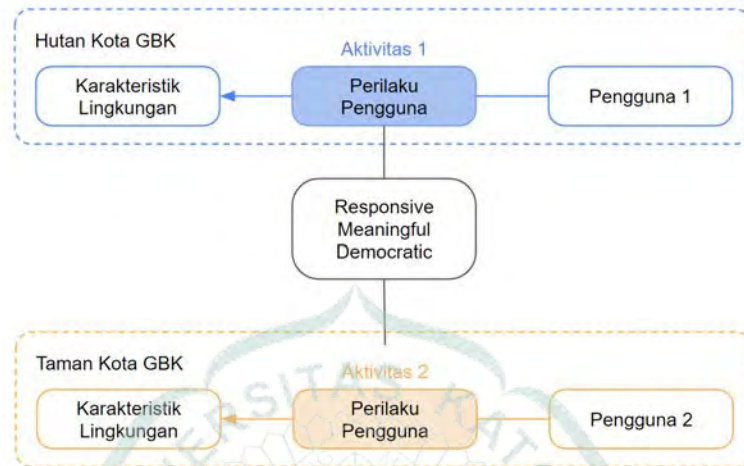 Hutan Kota GBK
Aktivitas 1
Karakteristik
Lingkungan
Perilaku
Pengguna
Pengguna 1
Responsive
Meaningful
Democratic
Taman Kota GBK
Aktivitas 2
Karakteristik
Lingkungan
Perilaku
Pengguna
Pengguna 2